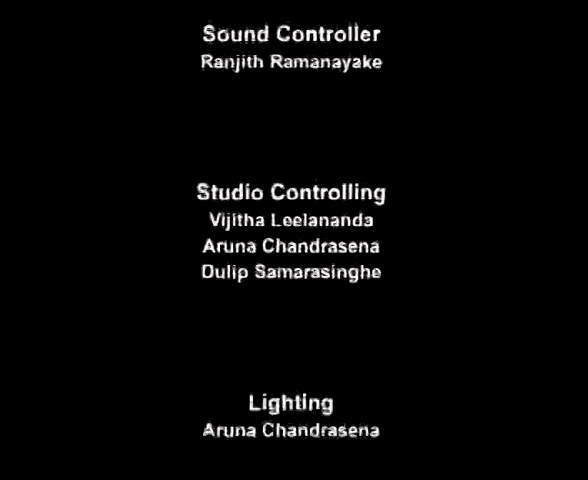 Sound Controller
Ranjith Ramanayake
Studio Controlling
Vijitha Leelananda
Aruna Chandrasena
Dulip Samarasinghe
Lighting
Aruna Chandrasena